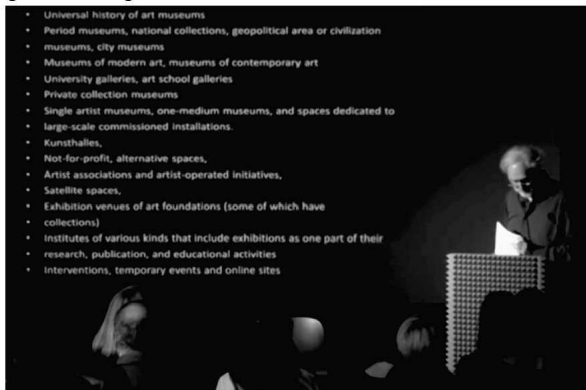 • Universal history of art museums
• Period museums, national collections, geopolitical area or civilization
• museums, city museums
• Museums of modern art, museums of contemporary art
• University galleries, art school galleries
• Private collection museums
• Single artist museums, one-medium museums, and spaces dedicated to
• large-scale commissioned installations.
• Kunsthalles,
• Not-for-profit, alternative spaces,
• Artist associations and artist-operated initiatives,
• Satellite spaces,
• Exhibition venues of art foundations (some of which have
• collections)
• Institutes of various kinds that include exhibitions as one part of their
• research, publication, and educational activities
• Interventions, temporary events and online sites